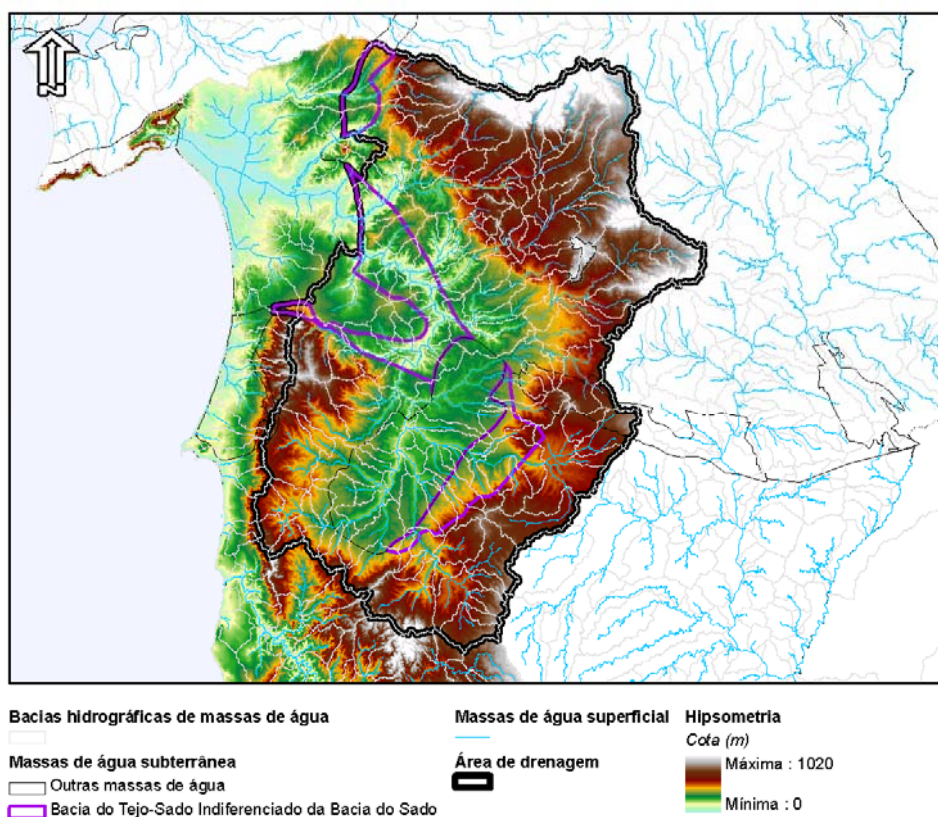 N
Bacias hidrográficas de massas de água
Massas de água subterrânea
Outras massas de água
Bacia do Tejo-Sado Indiferenciado da Bacia do Sado
Massas de água superficial
Área de drenagem
Hipsometria
Cota (m)
Máxima : 1020
Mínima : 0